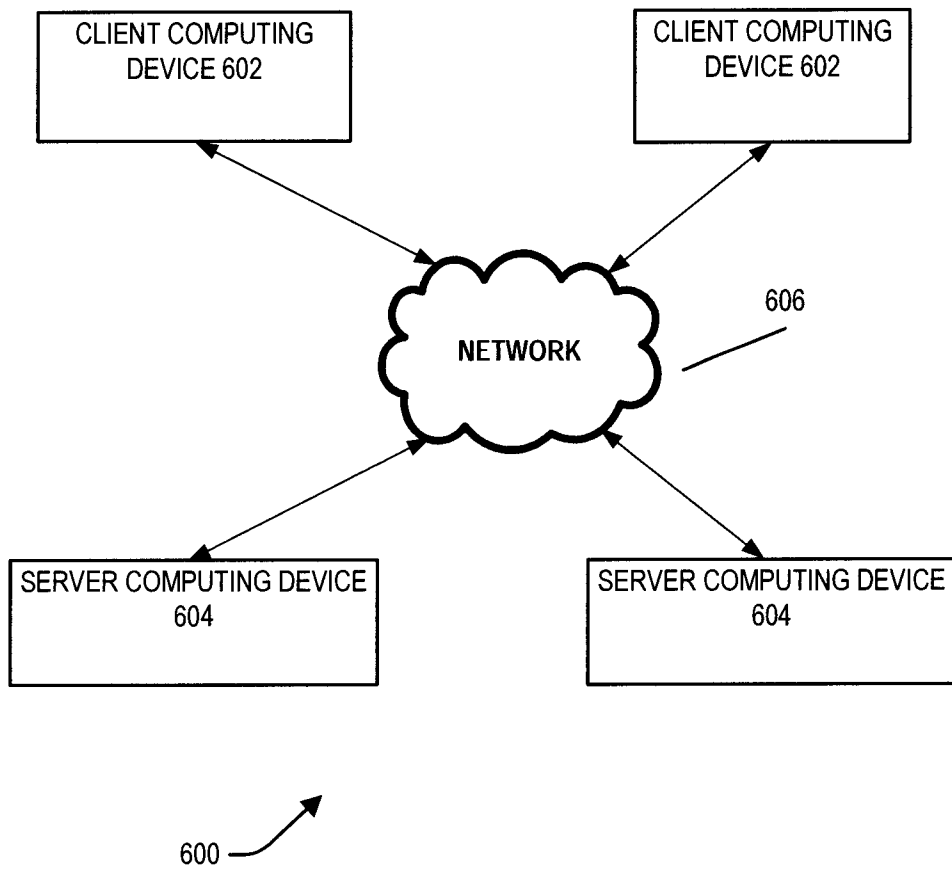 CLIENT COMPUTING
DEVICE 602
CLIENT COMPUTING
DEVICE 602
606
NETWORK
SERVER COMPUTING DEVICE
604
SERVER COMPUTING DEVICE
604
600